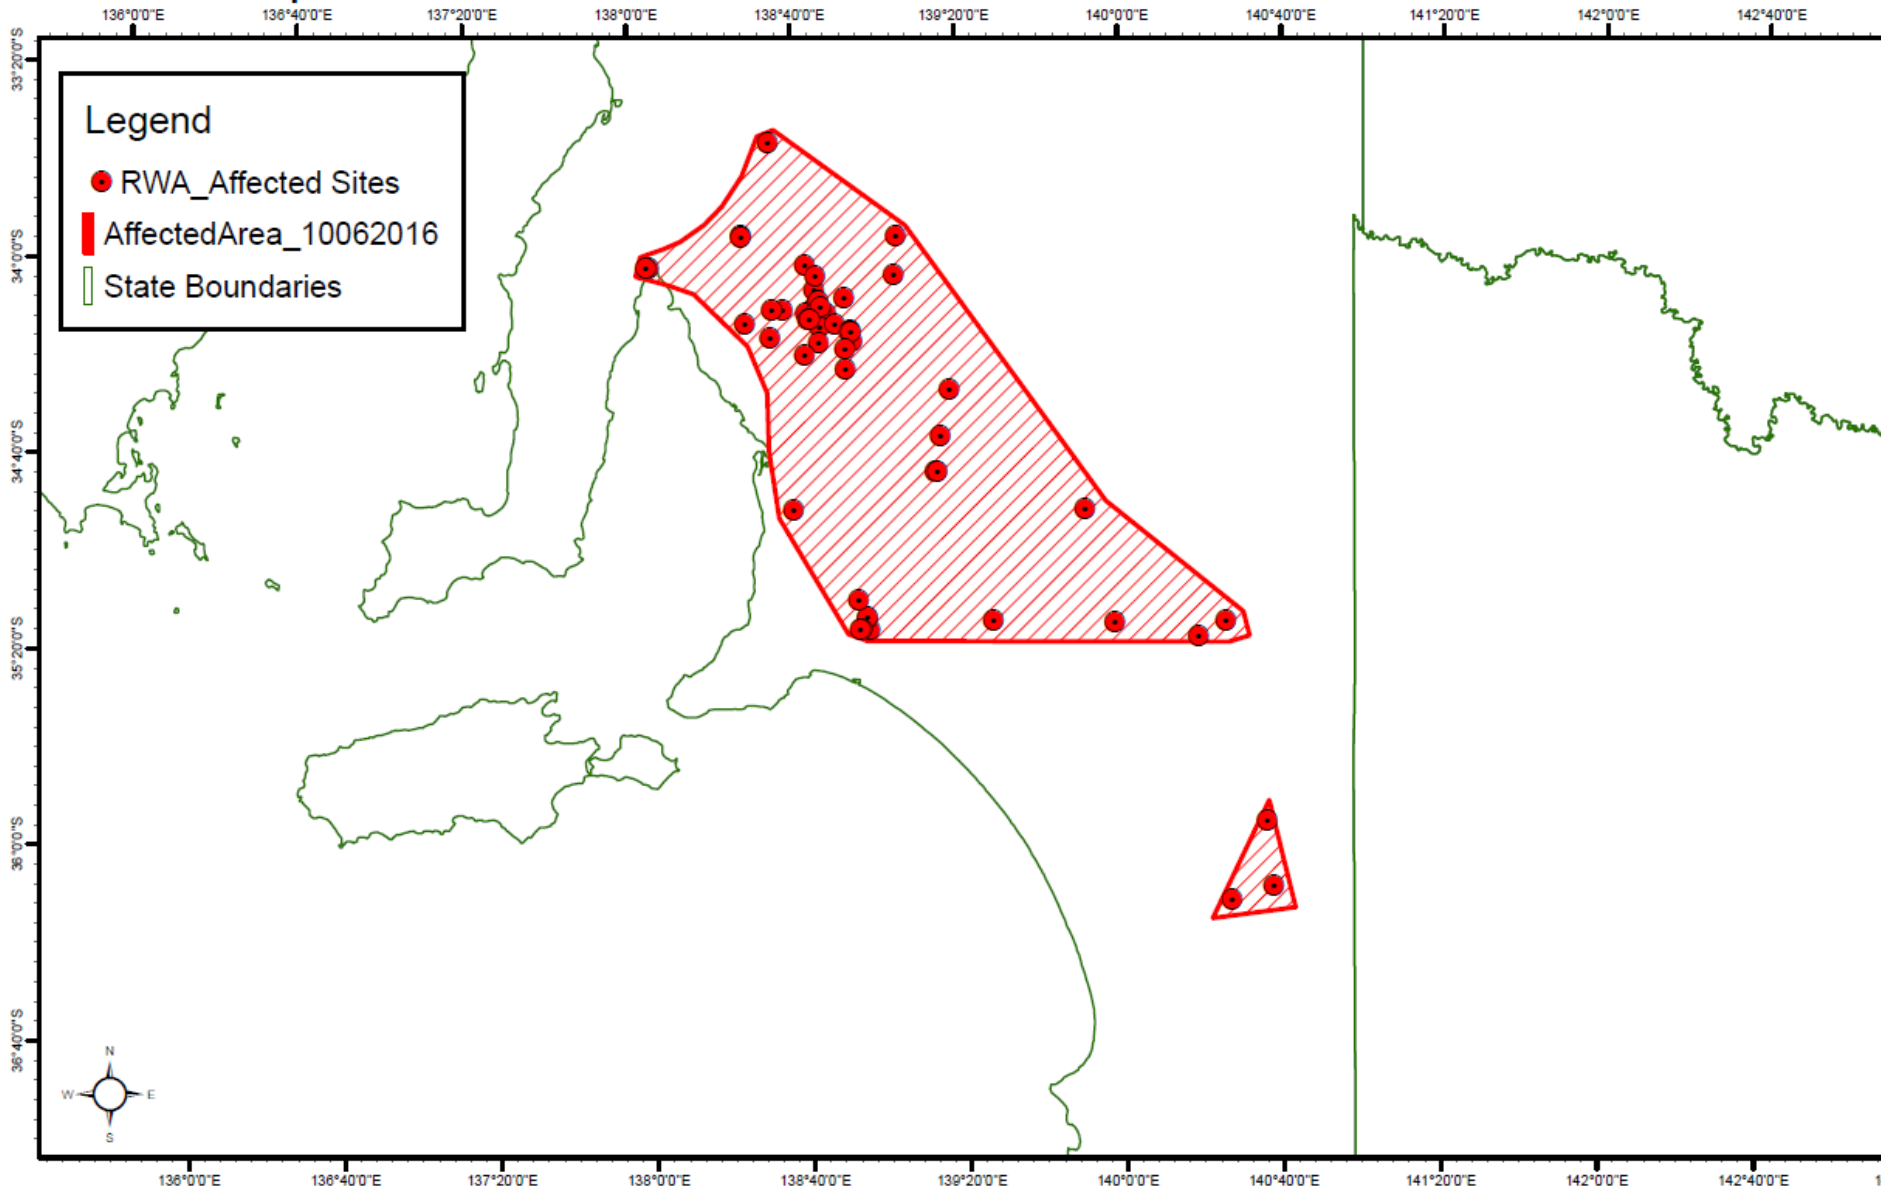 136°0'0"E 136°40'0"E 137°20'0"E 138°0'0"E 138°40'0"E 139°20'0"E 140°0'0"E 140°40'0"E 141°20'0"E 142°0'0"E 142°40'0"E
33°20'0"S
Legend
RWA_Affected Sites
AffectedArea_10062016
State Boundaries
34°0'0"S
34°40'0"S
35°20'0"S
36°0'0"S
36°40'0"S
N
W E
S
136°0'0"E 136°40'0"E 137°20'0"E 138°0'0"E 138°40'0"E 139°20'0"E 140°0'0"E 140°40'0"E 141°20'0"E 142°0'0"E 142°40'0"E